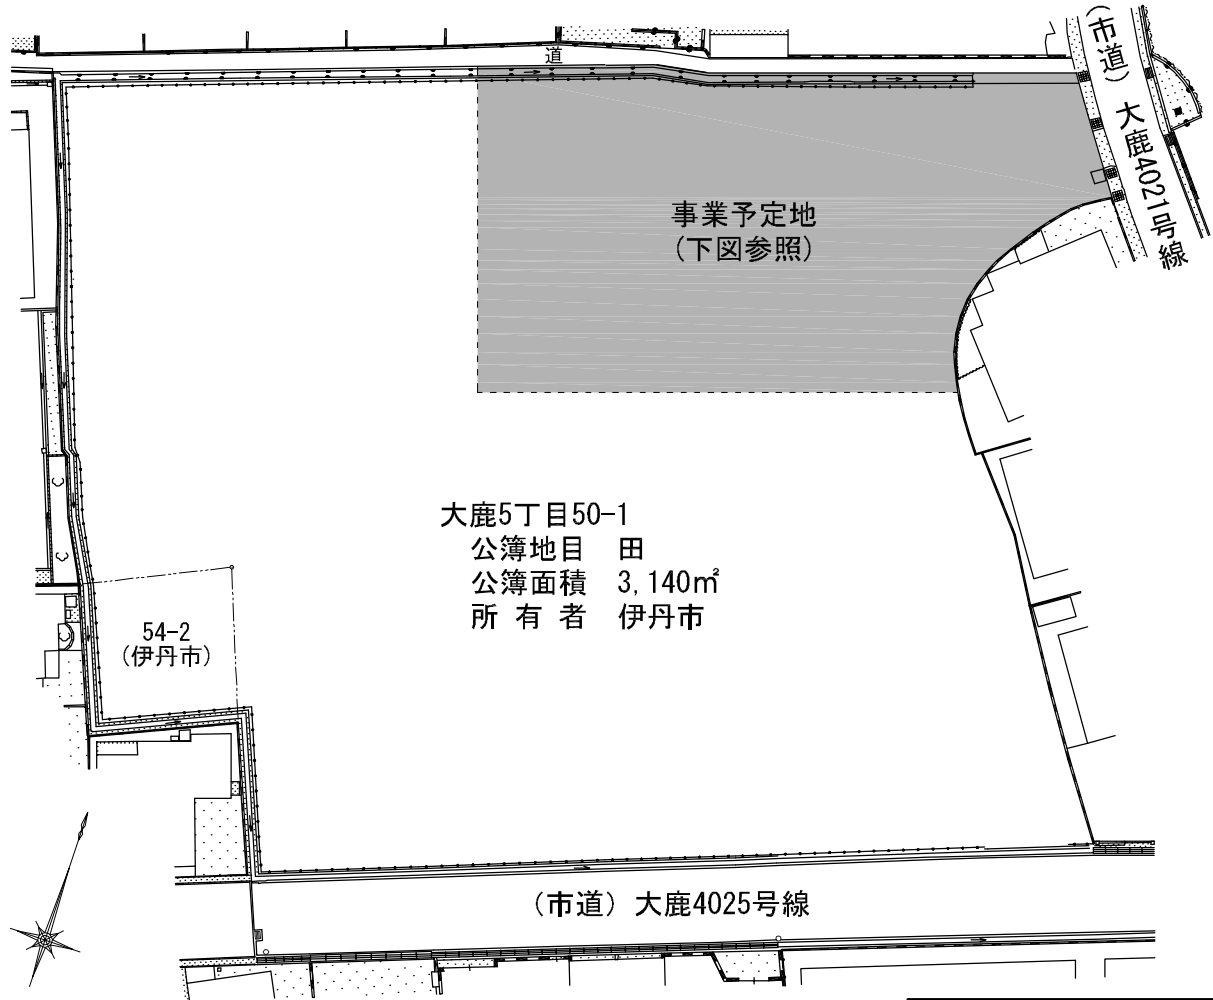 道
（市道）大鹿4021号線
事業予定地
（下図参照）
大鹿5丁目50-1
公簿地目　田
公簿面積　3,140㎡
所 有 者　伊丹市
54-2
（伊丹市）
（市道）大鹿4025号線